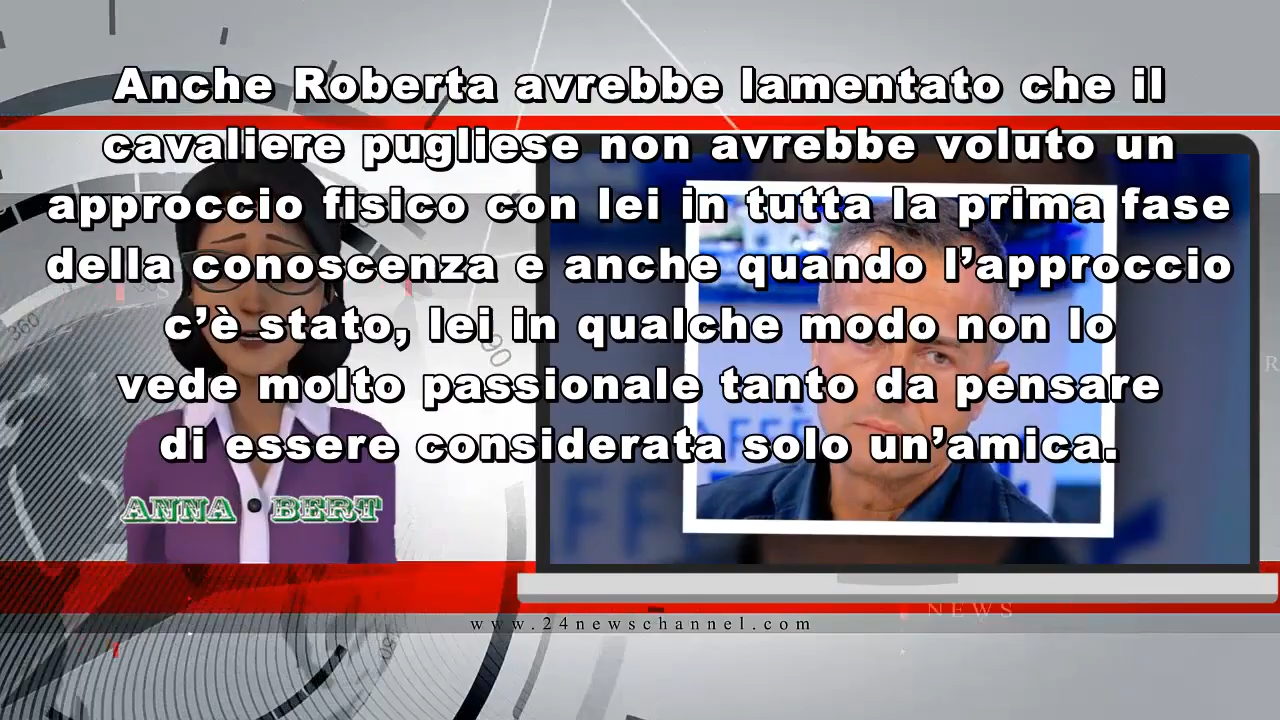 Anche Roberta avrebbe lamentato che il
cavaliere pugliese non avrebbe voluto un
approccio fisico con lei in tutta la prima fase
della conoscenza e anche quando l’approccio
c’è stato, lei in qualche modo non lo
vede molto passionale tanto da pensare
di essere considerata solo un’amica.
ANNA BERT
NEWS
www.24newschannel.com
360
90